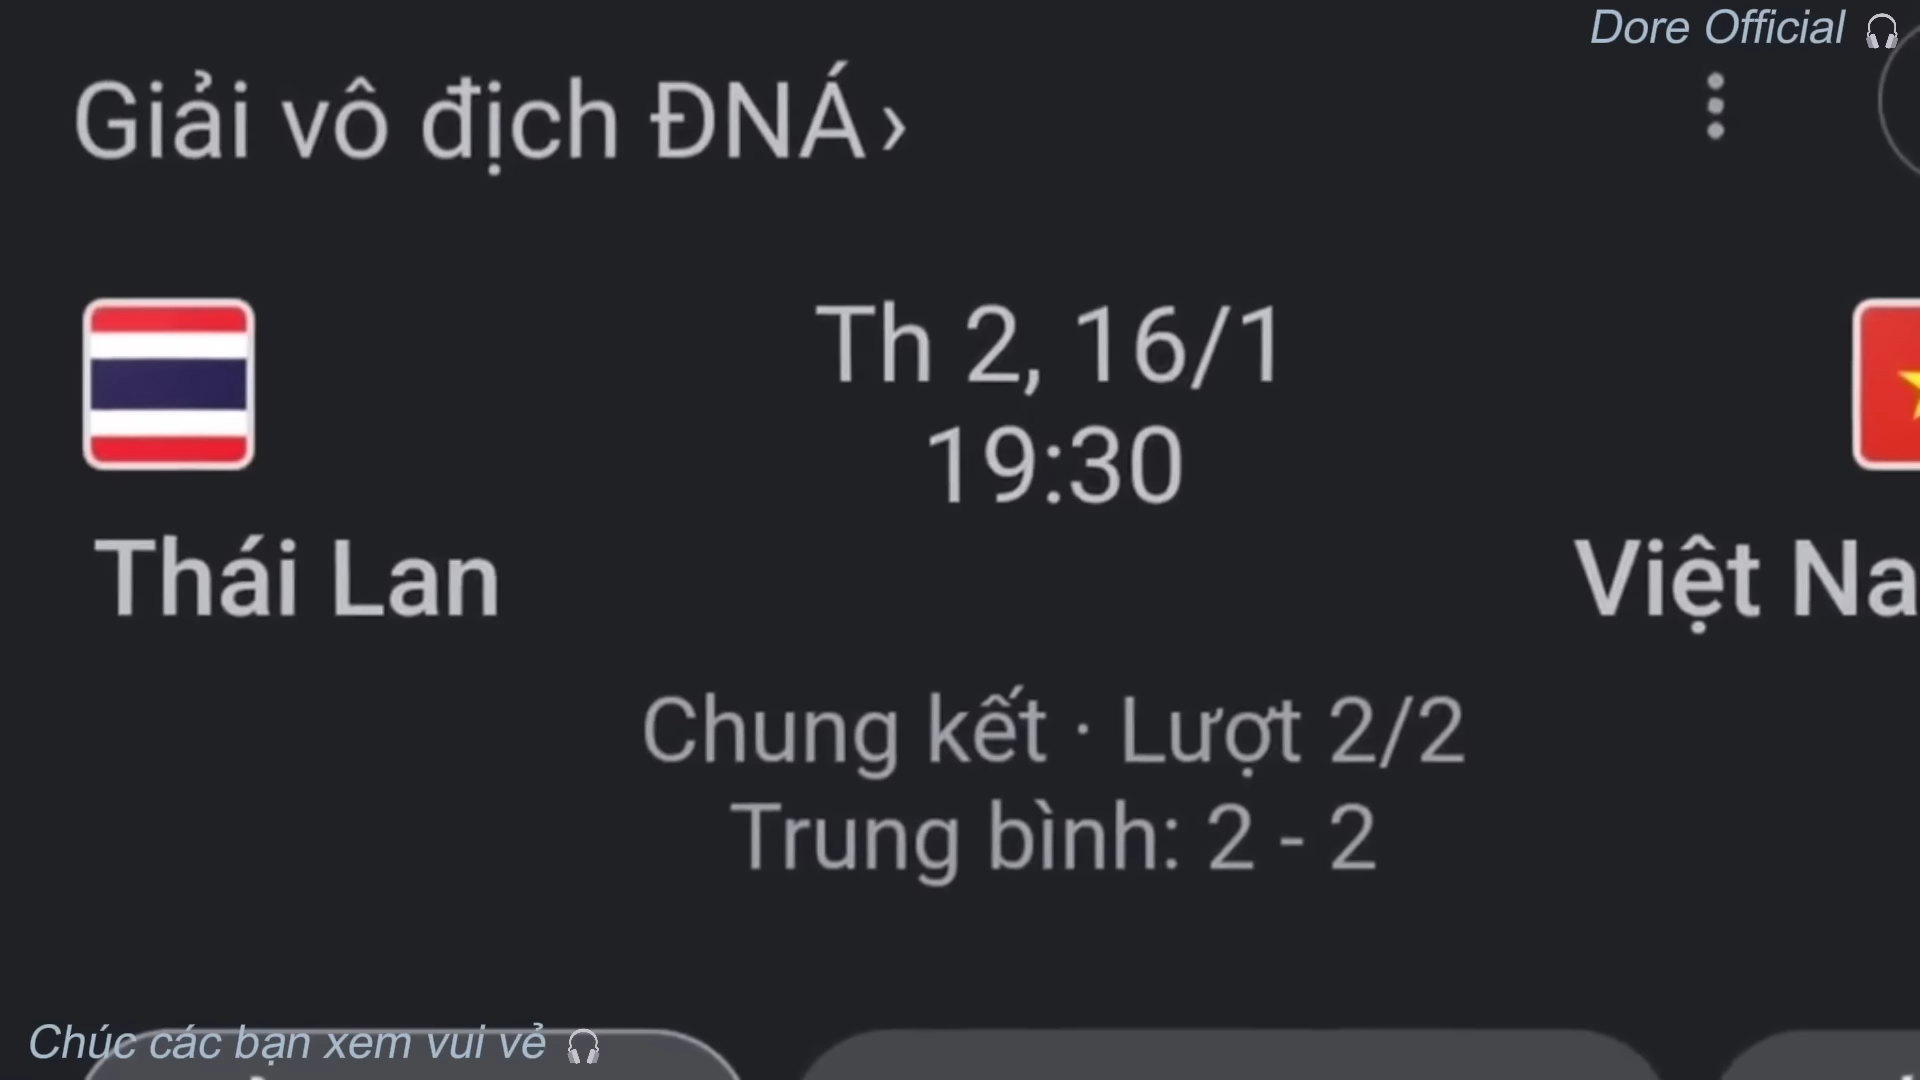 Dore Official
Giải vô địch ĐNÁ ›
Th 2, 16/1
19:30
Thái Lan
Việt Na
Chung kết · Lượt 2/2
Trung bình: 2 - 2
Chúc các bạn xem vui vẻ